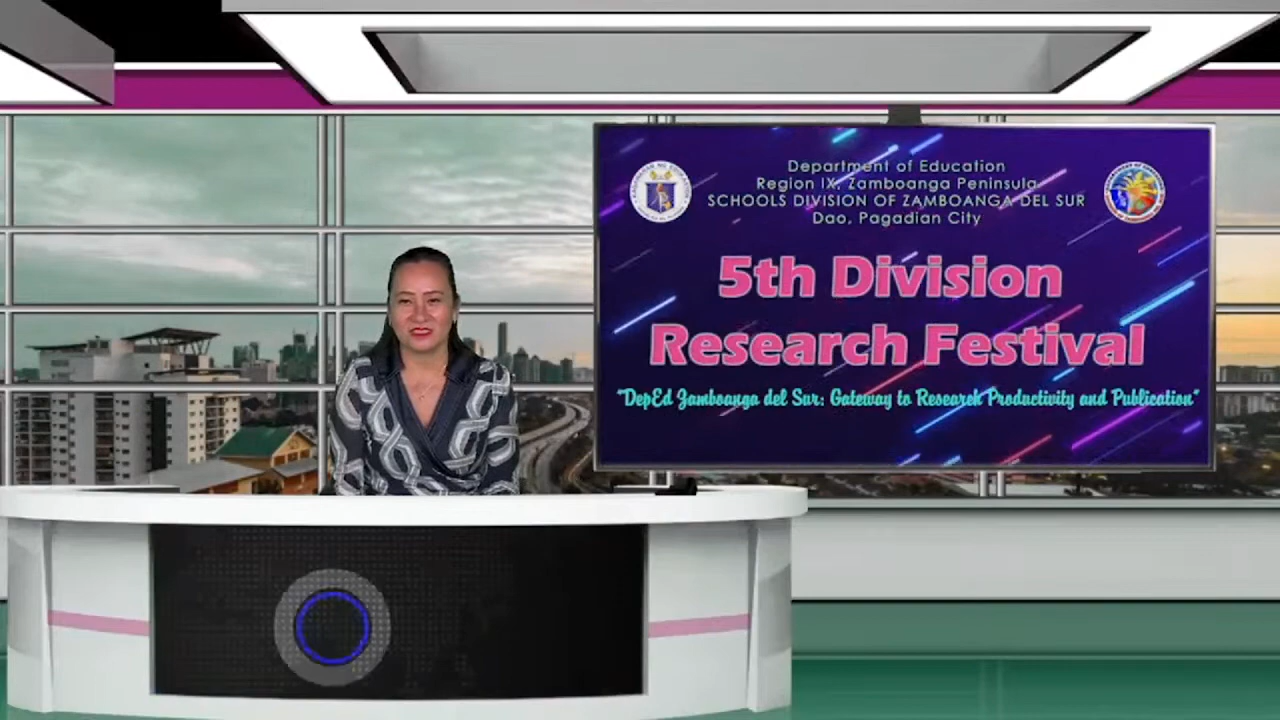 Department of Education
Region IX, Zamboanga Peninsula
SCHOOLS DIVISION OF ZAMBOANGA DEL SUR
Dao, Pagadian City
5th Division
Research Festival
"DepEd Zamboanga del Sur: Gateway to Research Productivity and Publication"